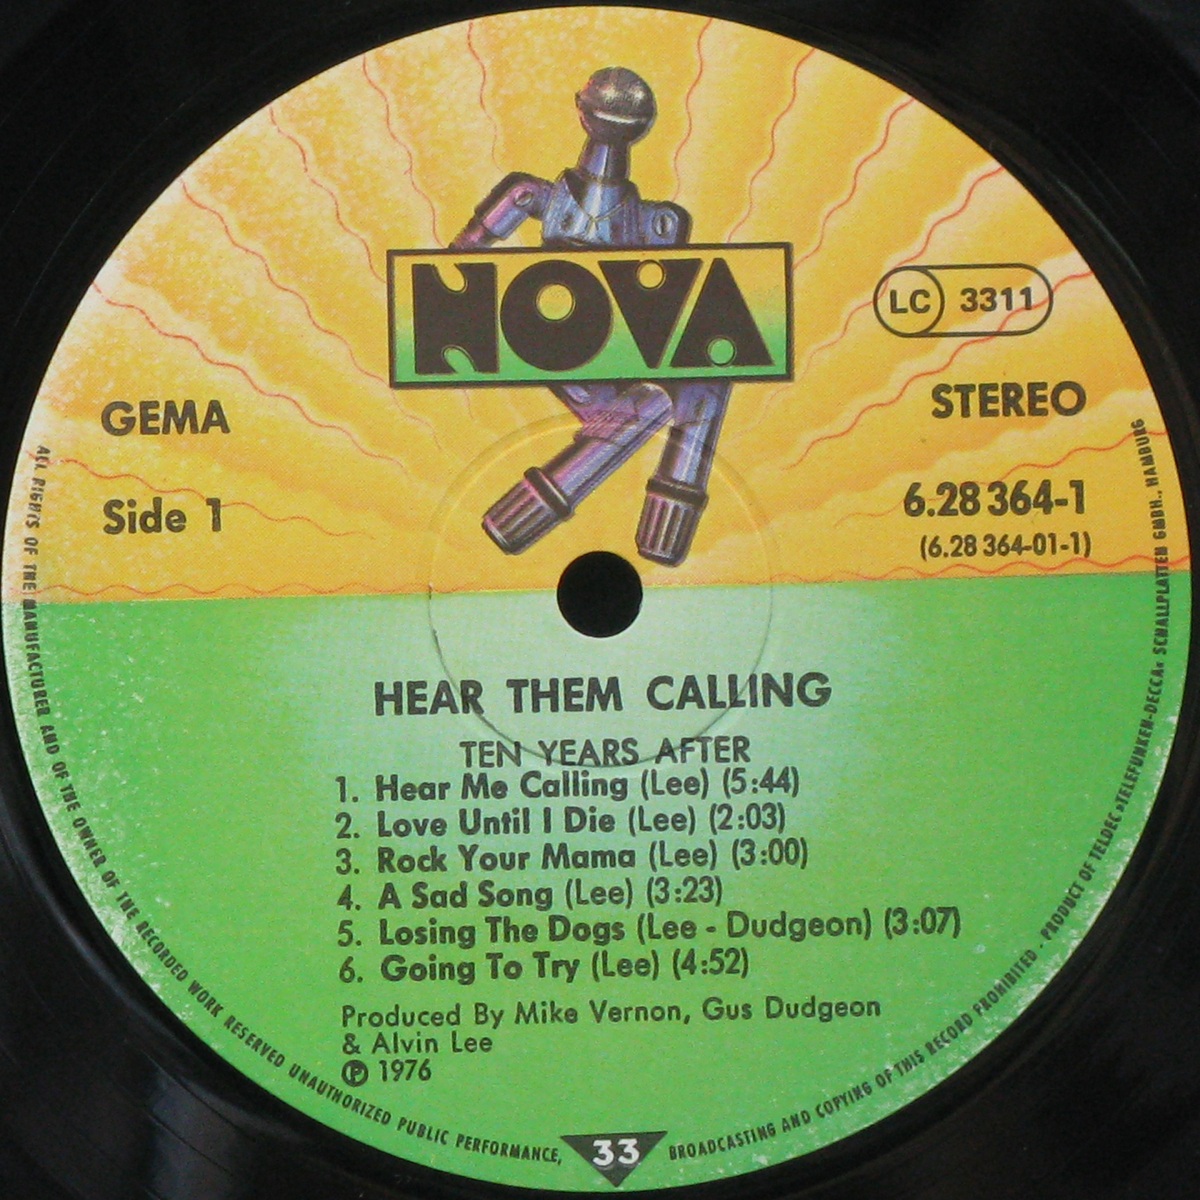 NOVA
LC 3311
GEMA
STEREO
Side 1
6.28 364-1
(6.28 364-01-1)
HEAR THEM CALLING
TEN YEARS AFTER
1. Hear Me Calling (Lee) (5:44)
2. Love Until I Die (Lee) (2:03)
3. Rock Your Mama (Lee) (3:00)
4. A Sad Song (Lee) (3:23)
5. Losing The Dogs (Lee - Dudgeon) (3:07)
6. Going To Try (Lee) (4:52)
Produced By Mike Vernon, Gus Dudgeon
& Alvin Lee
Ⓟ 1976
33
ALL RIGHTS OF THE MANUFACTURER AND OF THE OWNER OF THE RECORDED WORK RESERVED UNAUTHORIZED PUBLIC PERFORMANCE, BROADCASTING AND COPYING OF THIS RECORD PROHIBITED · PRODUCT OF TELDEC »TELEFUNKEN-DECCA« SCHALLPLATTEN GMBH., HAMBURG